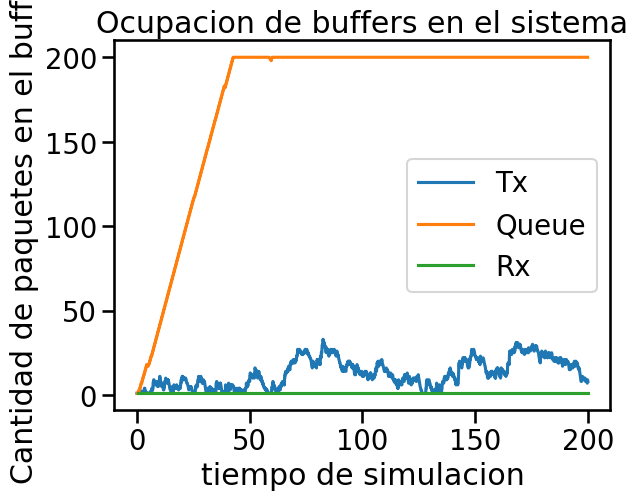 Ocupacion de buffers en el sistema
Cantidad de paquetes en el buff
200
150
100
50
0
Tx
Queue
Rx
0 50 100 150 200
tiempo de simulacion